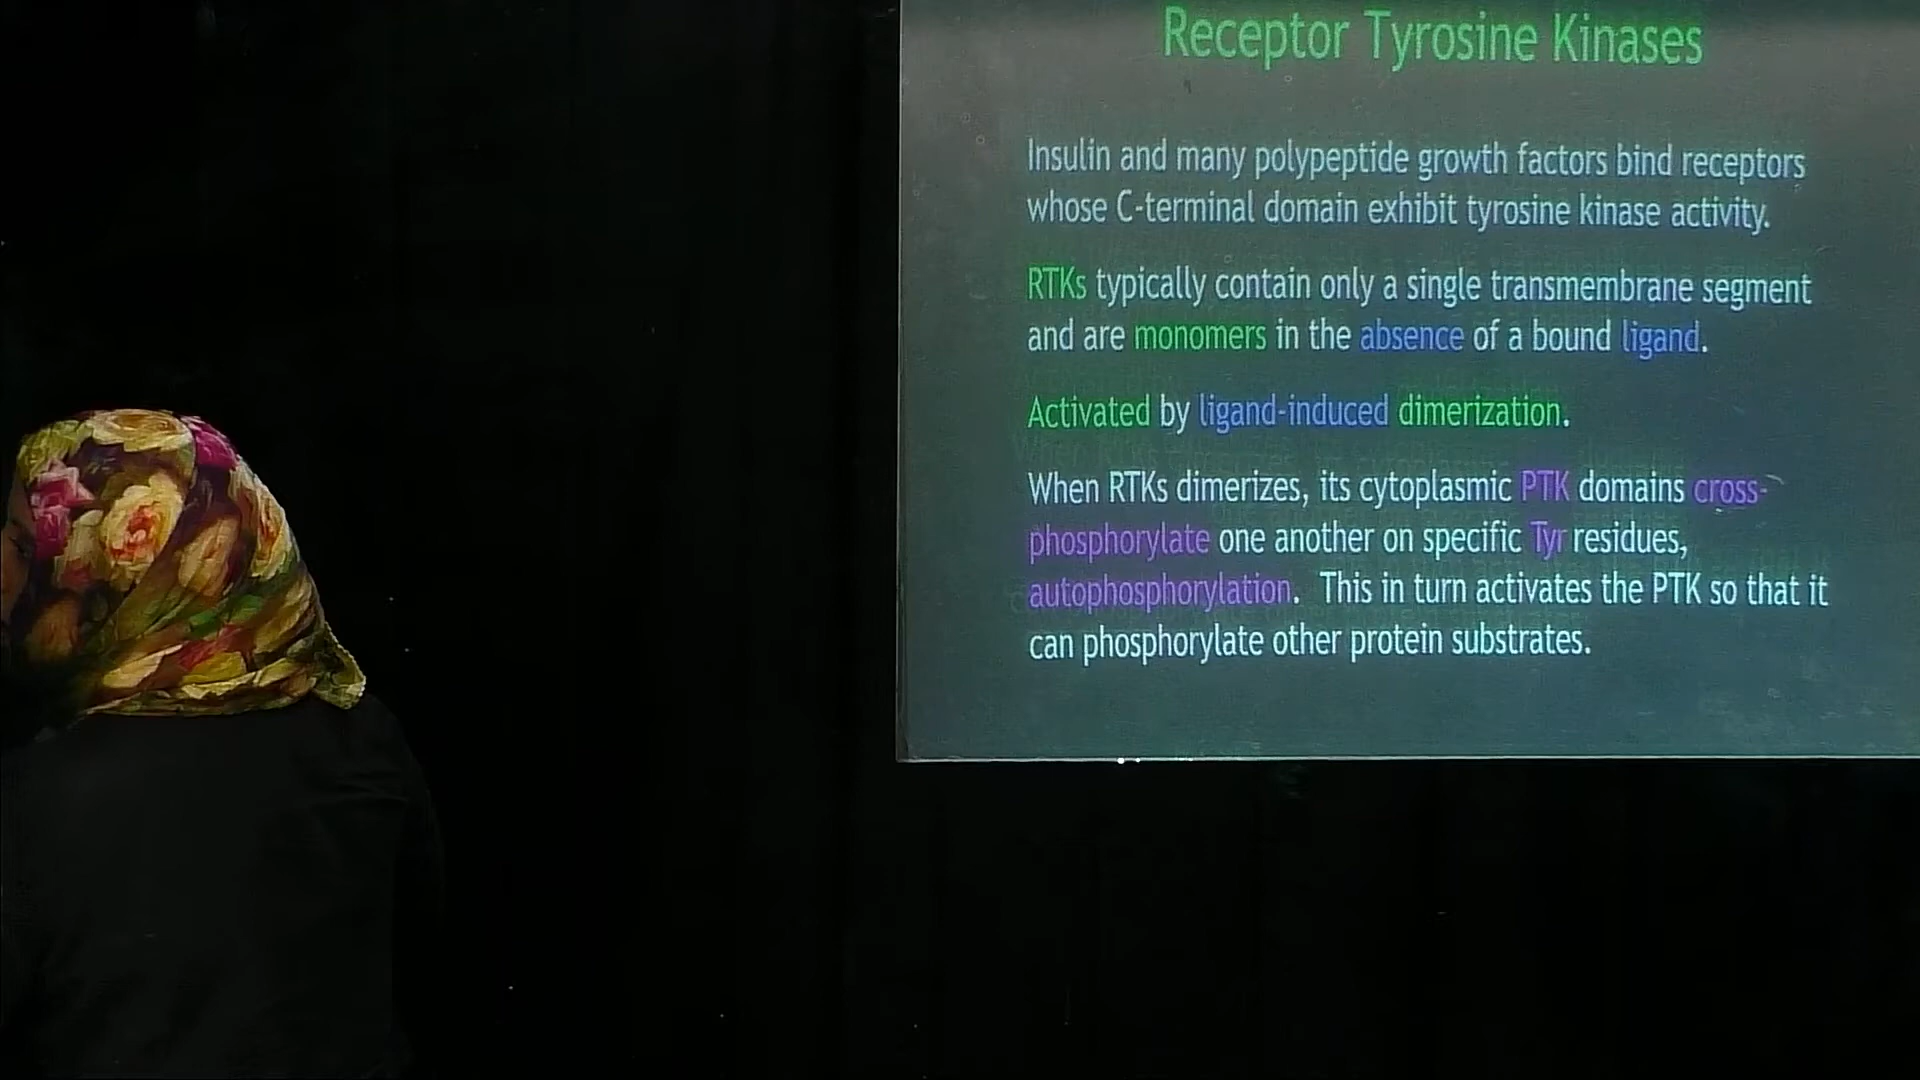 Receptor Tyrosine Kinases
Insulin and many polypeptide growth factors bind receptors
whose C-terminal domain exhibit tyrosine kinase activity.
RTKs typically contain only a single transmembrane segment
and are monomers in the absence of a bound ligand.
Activated by ligand-induced dimerization.
When RTKs dimerizes, its cytoplasmic PTK domains cross-
phosphorylate one another on specific Tyr residues,
autophosphorylation. This in turn activates the PTK so that it
can phosphorylate other protein substrates.